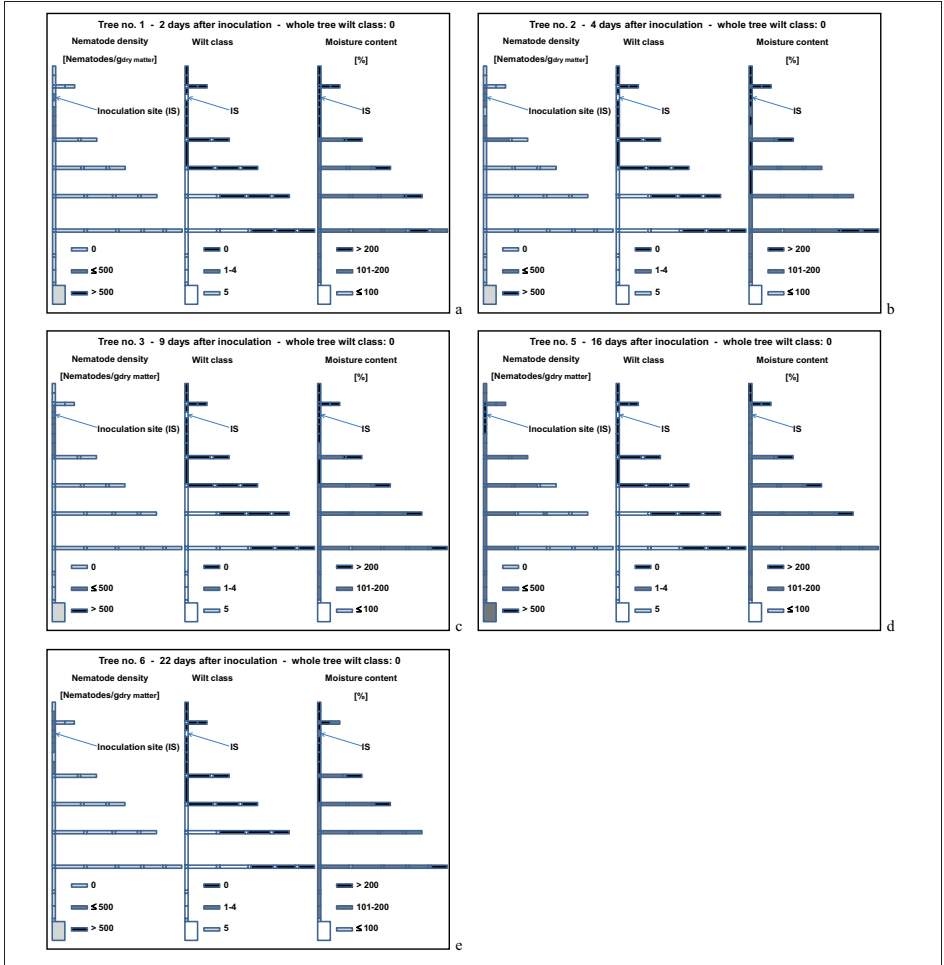 Tree no. 1 - 2 days after inoculation - whole tree wilt class: 0
Nematode density Wilt class Moisture content
[Nematodes/gdry matter] [%]
Inoculation site (IS) IS IS
0 0 > 200
≤ 500 1-4 101-200
> 500 5 ≤ 100
a
Tree no. 2 - 4 days after inoculation - whole tree wilt class: 0
Nematode density Wilt class Moisture content
[Nematodes/gdry matter] [%]
Inoculation site (IS) IS IS
0 0 > 200
≤ 500 1-4 101-200
> 500 5 ≤ 100
b
Tree no. 3 - 9 days after inoculation - whole tree wilt class: 0
Nematode density Wilt class Moisture content
[Nematodes/gdry matter] [%]
Inoculation site (IS) IS IS
0 0 > 200
≤ 500 1-4 101-200
> 500 5 ≤ 100
c
Tree no. 5 - 16 days after inoculation - whole tree wilt class: 0
Nematode density Wilt class Moisture content
[Nematodes/gdry matter] [%]
Inoculation site (IS) IS IS
0 0 > 200
≤ 500 1-4 101-200
> 500 5 ≤ 100
d
Tree no. 6 - 22 days after inoculation - whole tree wilt class: 0
Nematode density Wilt class Moisture content
[Nematodes/gdry matter] [%]
Inoculation site (IS) IS IS
0 0 > 200
≤ 500 1-4 101-200
> 500 5 ≤ 100
e